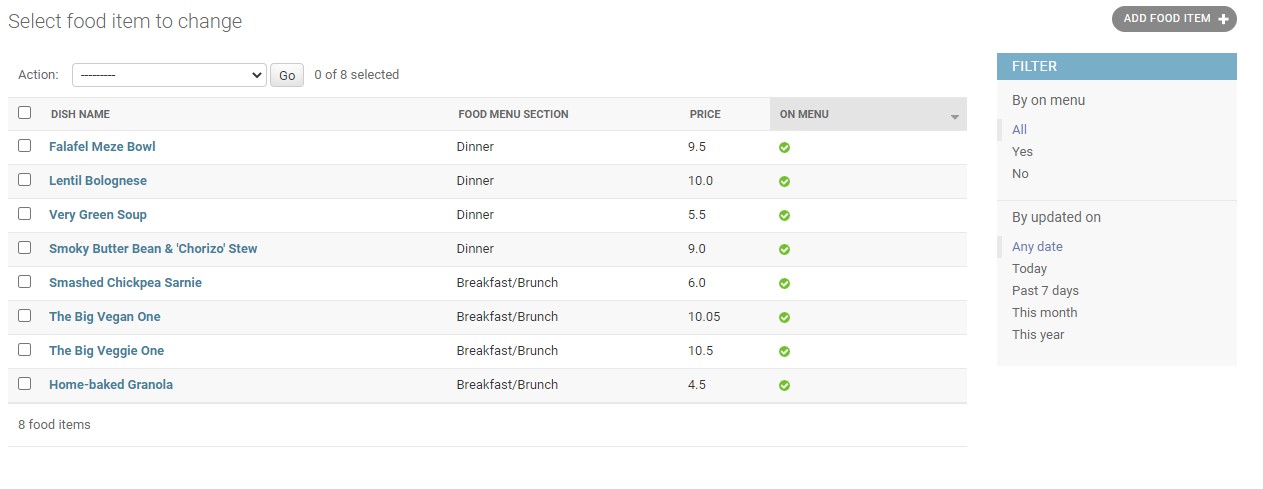 Select food item to change
ADD FOOD ITEM +
Action: --------- Go 0 of 8 selected
DISH NAME FOOD MENU SECTION PRICE ON MENU
Falafel Meze Bowl Dinner 9.5
Lentil Bolognese Dinner 10.0
Very Green Soup Dinner 5.5
Smoky Butter Bean & 'Chorizo' Stew Dinner 9.0
Smashed Chickpea Sarnie Breakfast/Brunch 6.0
The Big Vegan One Breakfast/Brunch 10.05
The Big Veggie One Breakfast/Brunch 10.5
Home-baked Granola Breakfast/Brunch 4.5
8 food items
FILTER
By on menu
All
Yes
No
By updated on
Any date
Today
Past 7 days
This month
This year